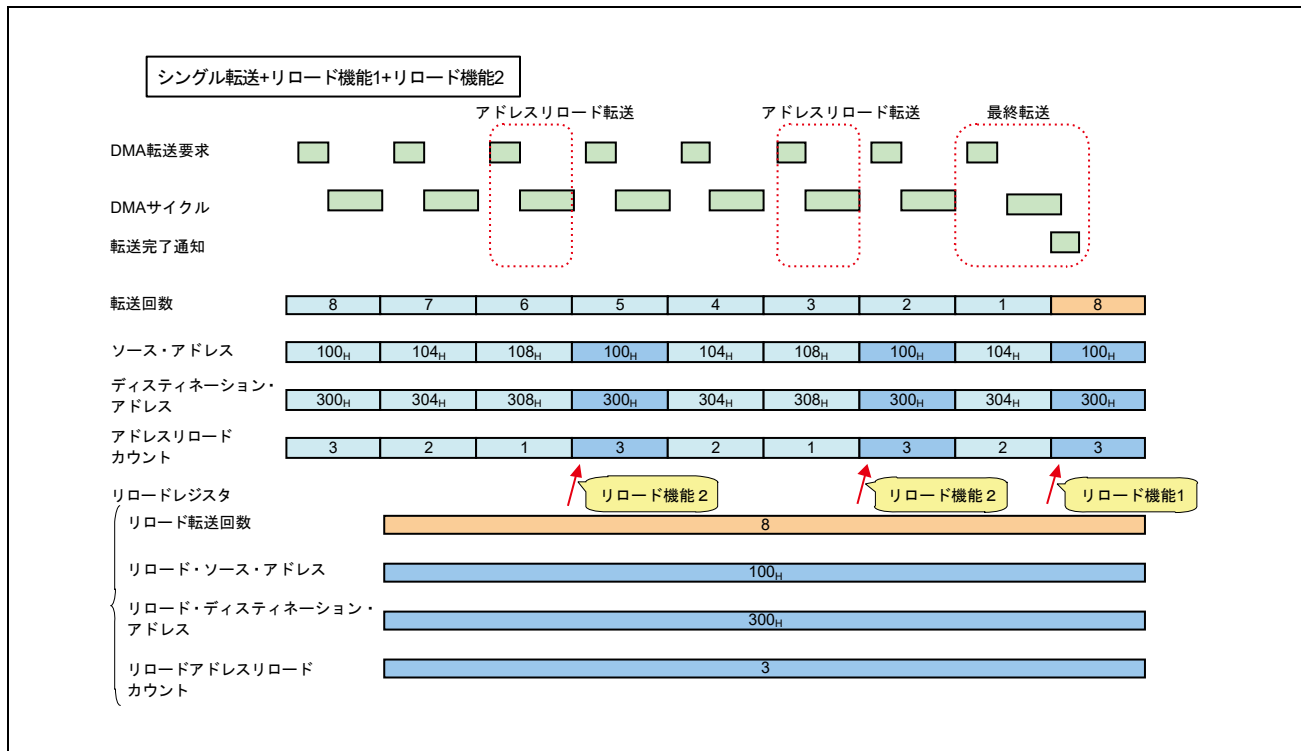 シングル転送+リロード機能1+リロード機能2
アドレスリロード転送 アドレスリロード転送 最終転送
DMA転送要求
DMAサイクル
転送完了通知
転送回数 8 7 6 5 4 3 2 1 8
ソース・アドレス 100H 104H 108H 100H 104H 108H 100H 104H 100H
ディスティネーション・
アドレス 300H 304H 308H 300H 304H 308H 300H 304H 300H
アドレスリロード
カウント 3 2 1 3 2 1 3 2 3
リロード機能2 リロード機能2 リロード機能1
リロードレジスタ
リロード転送回数 8
リロード・ソース・アドレス 100H
リロード・ディスティネーション・
アドレス 300H
リロードアドレスリロード
カウント 3